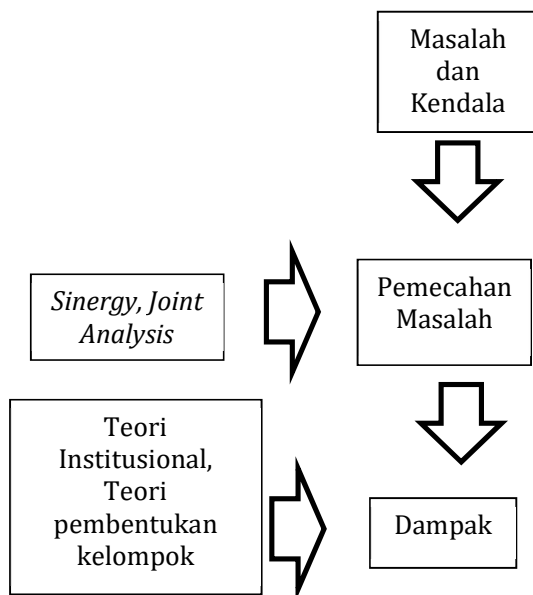 Masalah
dan
Kendala
Sinergy, Joint
Analysis
Pemecahan
Masalah
Teori
Institusional,
Teori
pembentukan
kelompok
Dampak